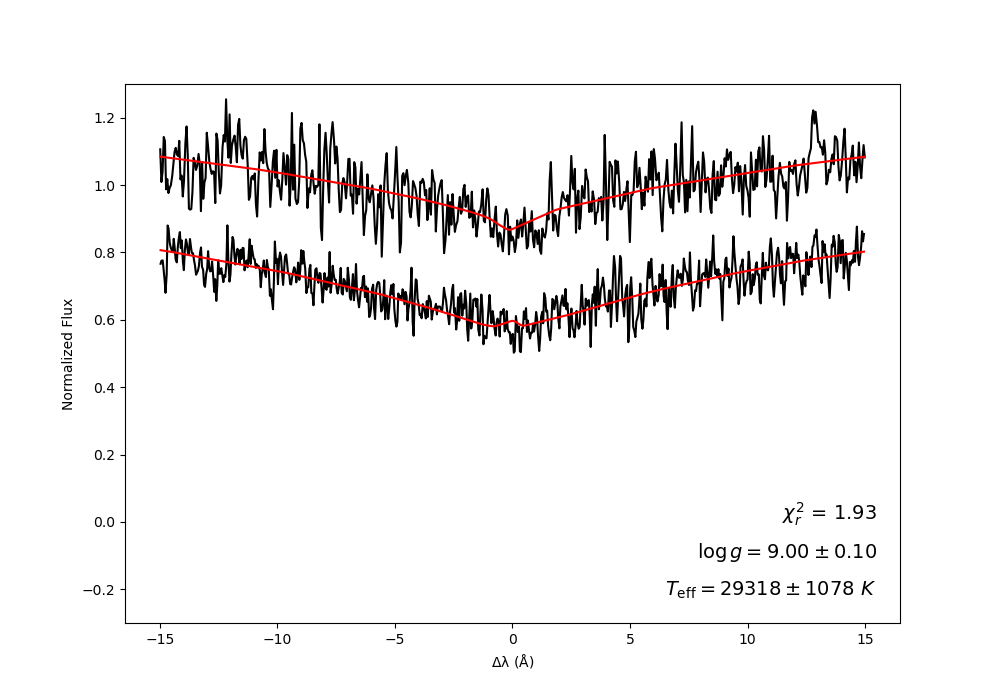 1.2
1.0
0.8
0.6
0.4
0.2
0.0
−0.2
Normalized Flux
χ²ᵣ = 1.93
log g = 9.00 ± 0.10
T_eff = 29318 ± 1078 K
−15 −10 −5 0 5 10 15
Δλ (Å)